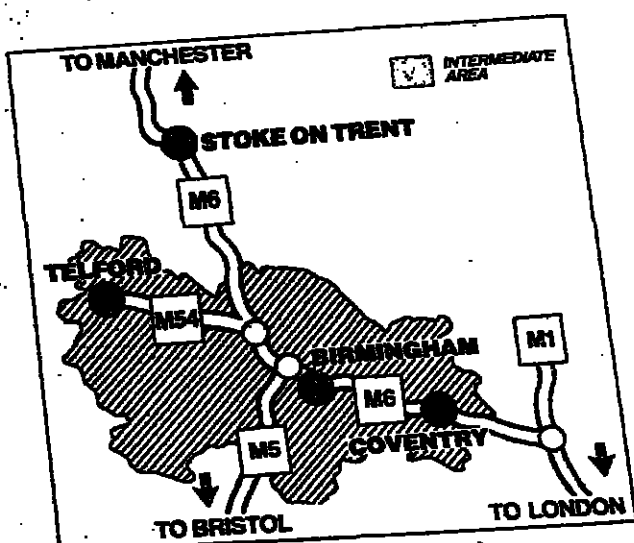 TO MANCHESTER
INTERMEDIATE
AREA
STOKE ON TRENT
M6
TELFORD
M54
BIRMINGHAM
M1
M6
COVENTRY
M5
TO BRISTOL
TO LONDON